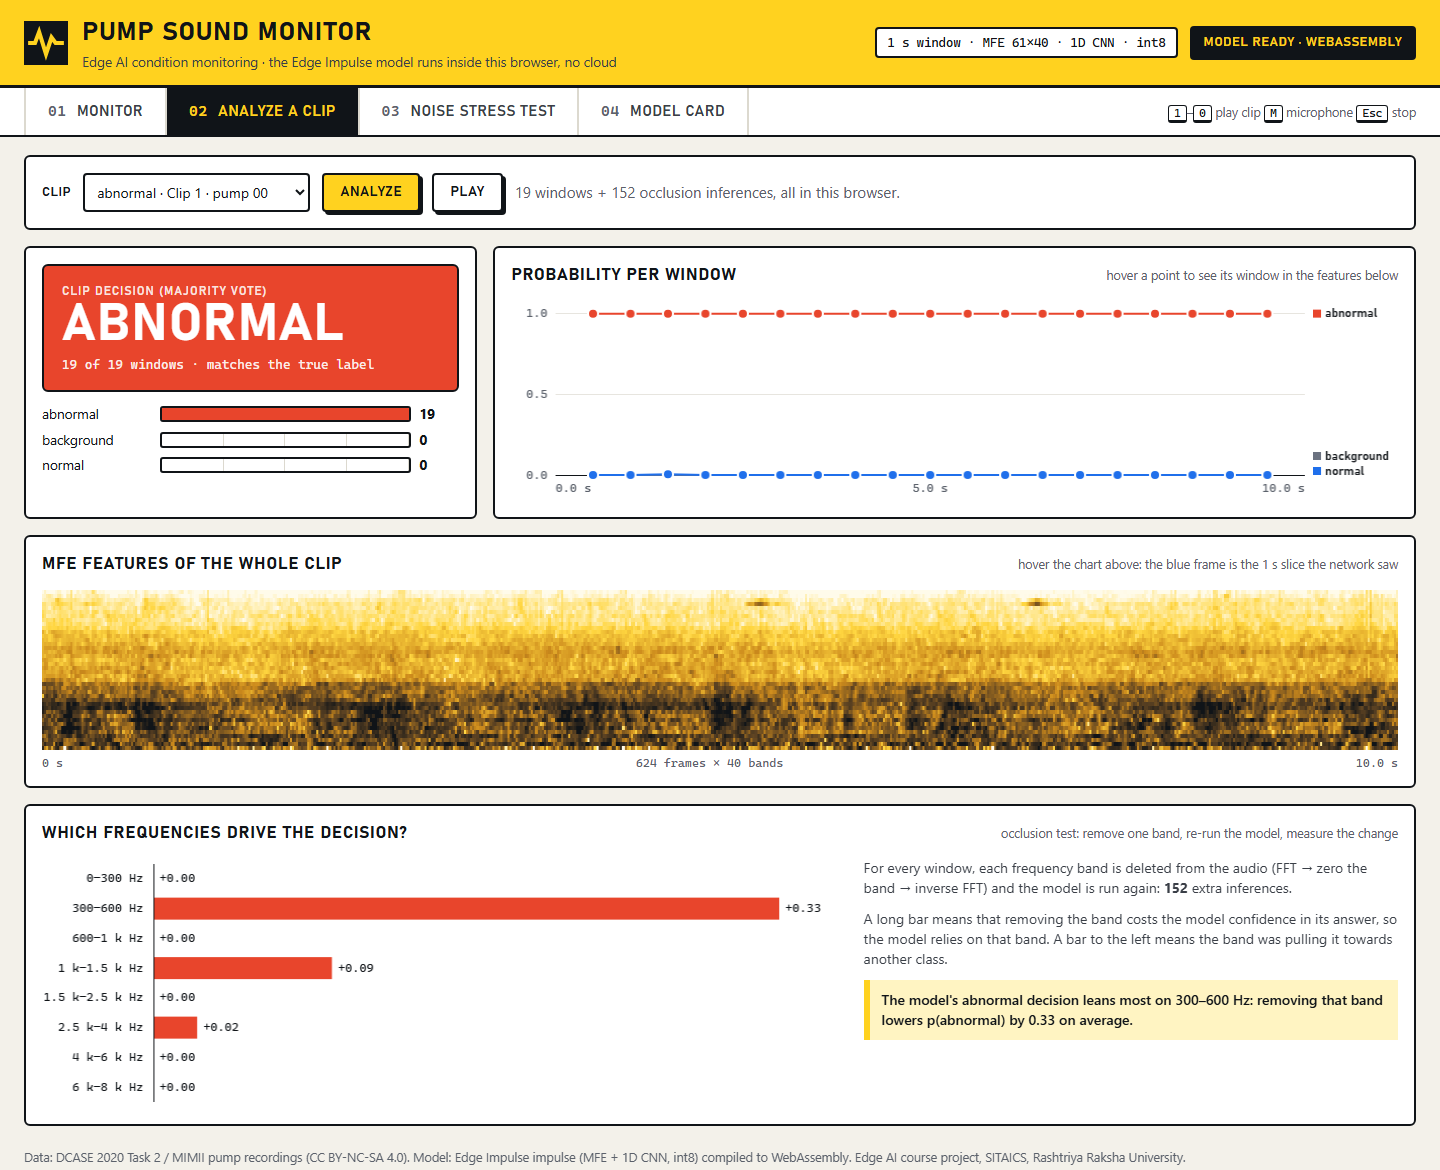 PUMP SOUND MONITOR
Edge AI condition monitoring · the Edge Impulse model runs inside this browser, no cloud
1 s window · MFE 61×40 · 1D CNN · int8
MODEL READY · WEBASSEMBLY
01 MONITOR
02 ANALYZE A CLIP
03 NOISE STRESS TEST
04 MODEL CARD
1–0 play clip M microphone Esc stop
CLIP
abnormal · Clip 1 · pump 00
ANALYZE
PLAY
19 windows + 152 occlusion inferences, all in this browser.
CLIP DECISION (MAJORITY VOTE)
ABNORMAL
19 of 19 windows · matches the true label
abnormal 19
background 0
normal 0
PROBABILITY PER WINDOW
hover a point to see its window in the features below
1.0
abnormal
0.5
background
0.0
normal
0.0 s
5.0 s
10.0 s
MFE FEATURES OF THE WHOLE CLIP
hover the chart above: the blue frame is the 1 s slice the network saw
0 s
624 frames × 40 bands
10.0 s
WHICH FREQUENCIES DRIVE THE DECISION?
occlusion test: remove one band, re-run the model, measure the change
0–300 Hz +0.00
300–600 Hz +0.33
600–1 k Hz +0.00
1 k–1.5 k Hz +0.09
1.5 k–2.5 k Hz +0.00
2.5 k–4 k Hz +0.02
4 k–6 k Hz +0.00
6 k–8 k Hz +0.00
For every window, each frequency band is deleted from the audio (FFT → zero the
band → inverse FFT) and the model is run again: 152 extra inferences.
A long bar means that removing the band costs the model confidence in its answer, so
the model relies on that band. A bar to the left means the band was pulling it towards
another class.
The model's abnormal decision leans most on 300–600 Hz: removing that band
lowers p(abnormal) by 0.33 on average.
Data: DCASE 2020 Task 2 / MIMII pump recordings (CC BY-NC-SA 4.0). Model: Edge Impulse impulse (MFE + 1D CNN, int8) compiled to WebAssembly. Edge AI course project, SITAICS, Rashtriya Raksha University.